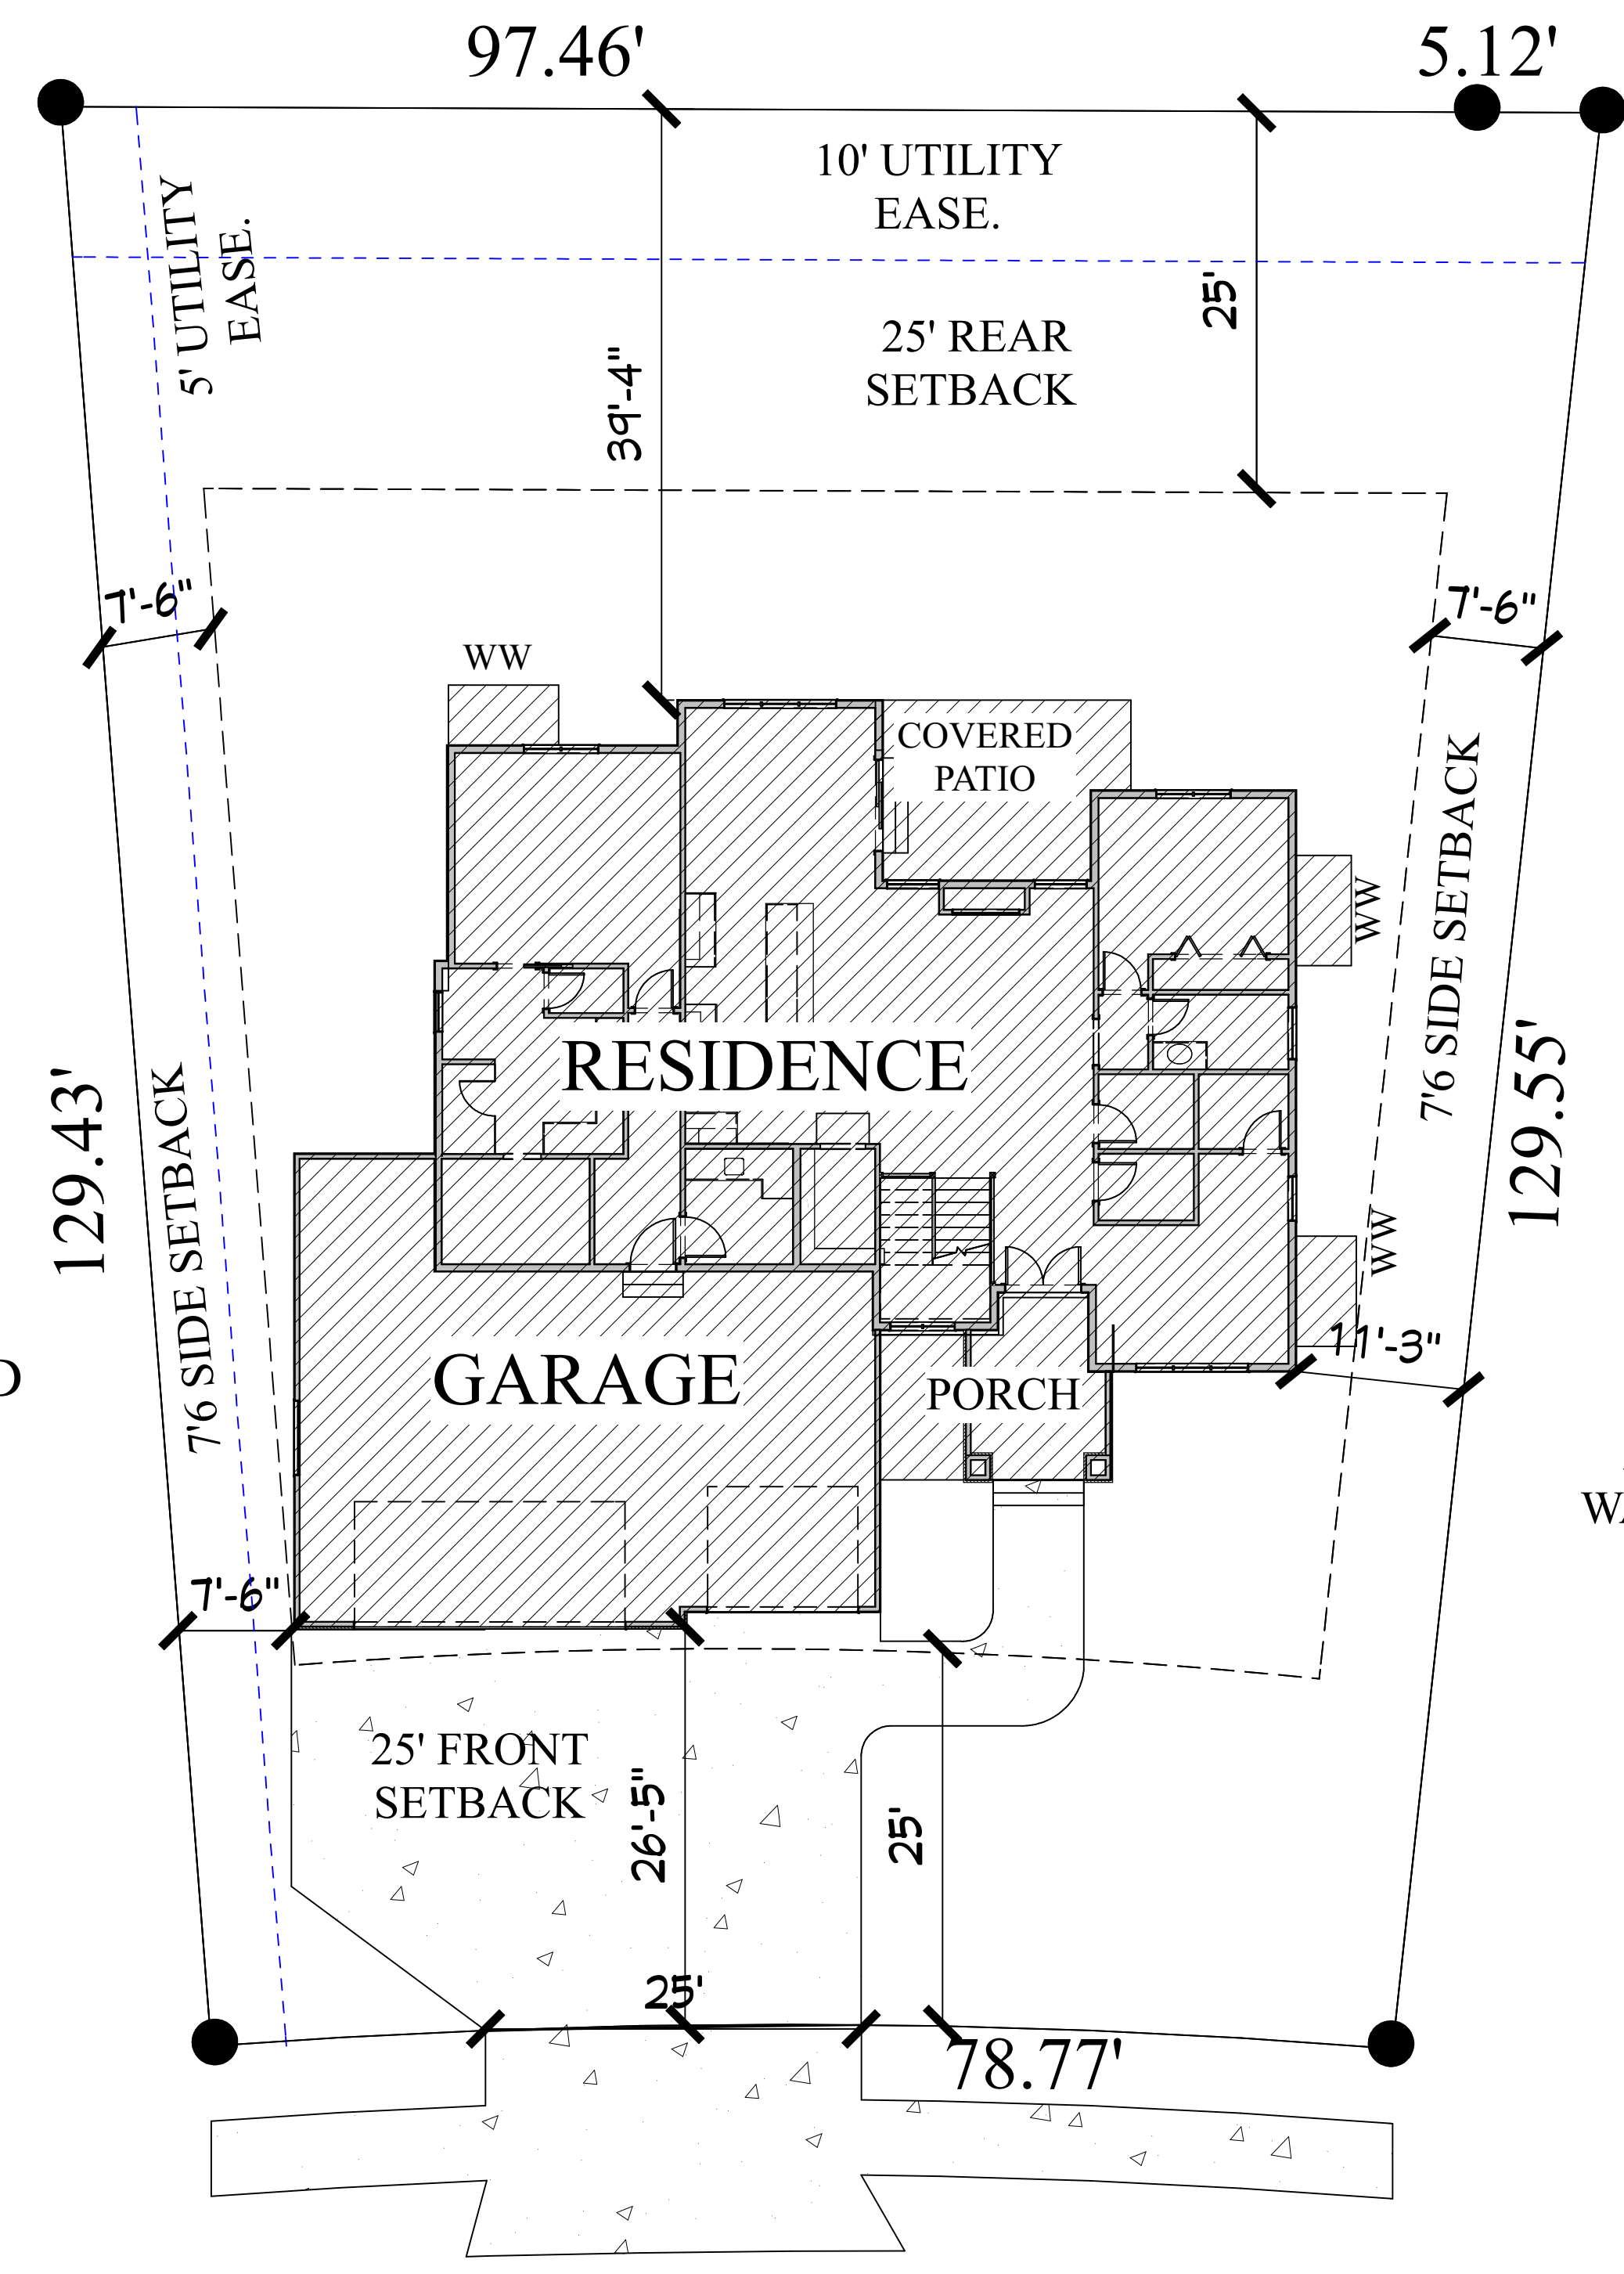 97.46'
5.12'
10' UTILITY
EASE.
5' UTILITY
EASE.
25'
25' REAR
SETBACK
39'-4"
7'-6"
7'-6"
WW
COVERED
PATIO
7'6 SIDE SETBACK
WW
RESIDENCE
129.43'
7'6 SIDE SETBACK
129.55'
WW
11'-3"
GARAGE
PORCH
D
7'-6"
25' FRONT
SETBACK
26'-5"
25'
25'
78.77'